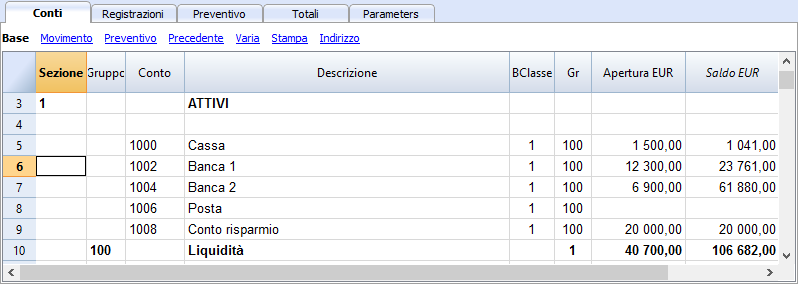 Conti Registrazioni Preventivo Totali Parameters
Base Movimento Preventivo Precedente Varia Stampa Indirizzo
Sezione Gruppo Conto Descrizione BClasse Gr Apertura EUR Saldo EUR
3 1 ATTIVI
4
5 1000 Cassa 1 100 1 500,00 1 041,00
6 1002 Banca 1 1 100 12 300,00 23 761,00
7 1004 Banca 2 1 100 6 900,00 61 880,00
8 1006 Posta 1 100
9 1008 Conto risparmio 1 100 20 000,00 20 000,00
10 100 Liquidità 1 40 700,00 106 682,00